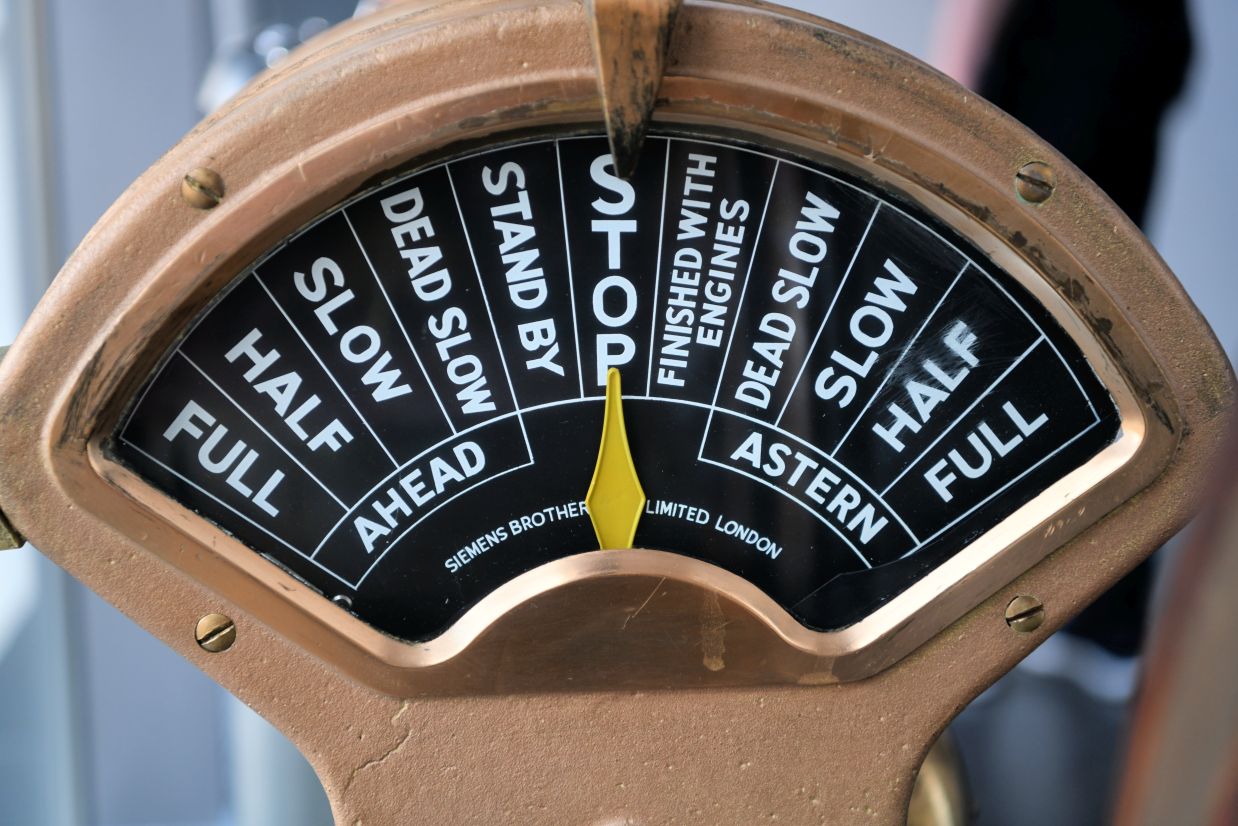 FULL
HALF
SLOW
DEAD SLOW
STAND BY
STOP
FINISHED WITH
ENGINES
DEAD SLOW
SLOW
HALF
FULL
AHEAD
ASTERN
SIEMENS BROTHER LIMITED LONDON